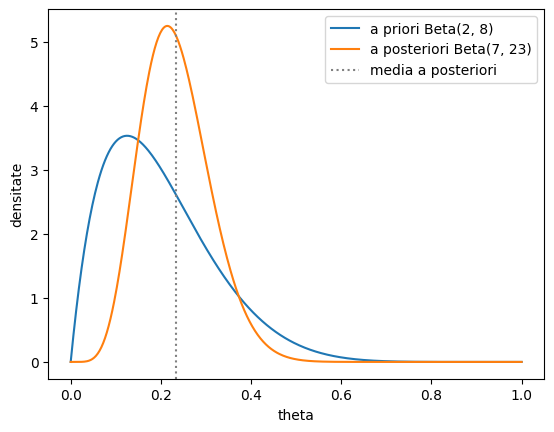 a priori Beta(2, 8)
a posteriori Beta(7, 23)
media a posteriori
densitate
5
4
3
2
1
0
0.0 0.2 0.4 0.6 0.8 1.0
theta